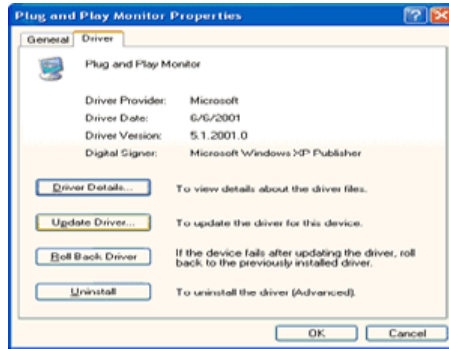 Plug and Play Monitor Properties
General Driver
Plug and Play Monitor
Driver Provider: Microsoft
Driver Date: 6/6/2001
Driver Version: 5.1.2001.0
Digital Signer: Microsoft Windows XP Publisher
Driver Details... To view details about the driver files.
Update Driver... To update the driver for this device.
Roll Back Driver If the device fails after updating the driver, roll
back to the previously installed driver.
Uninstall To uninstall the driver (Advanced).
OK Cancel